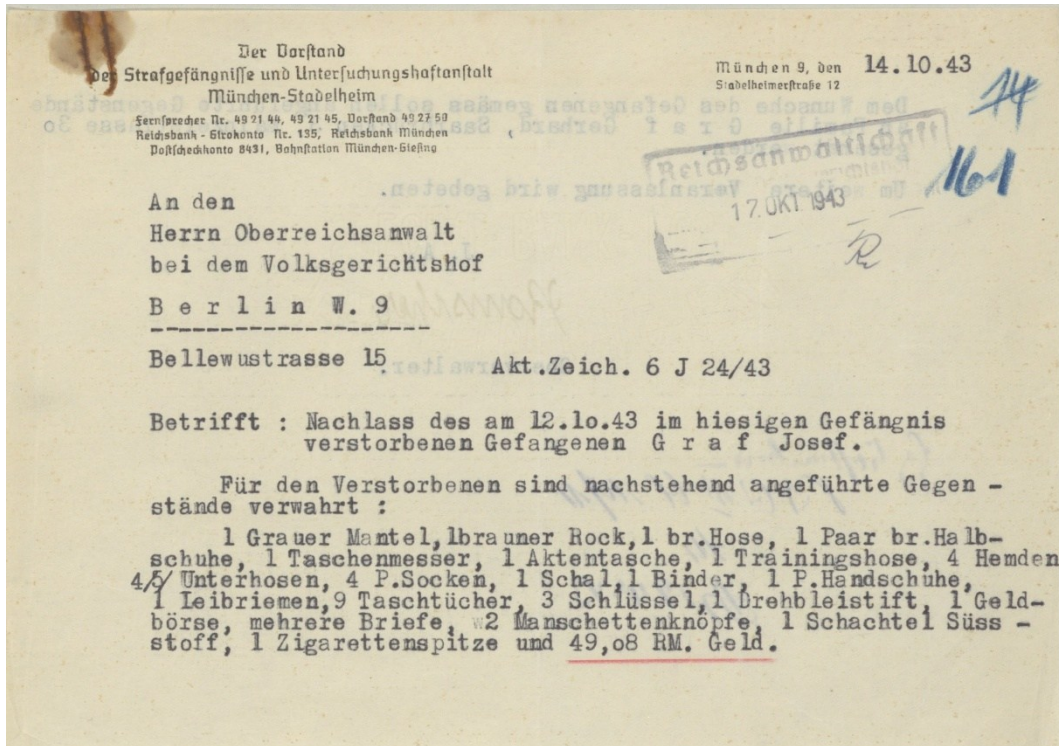 Der Vorstand
der Strafgefängnisse und Untersuchungshaftanstalt
München-Stadelheim
Fernsprecher Nr. 49 21 44, 49 21 45, Vorstand 49 27 50
Reichsbank - Girokonto Nr. 135, Reichsbank München
Postscheckkonto 8431, Bahnstation München-Giesing
München 9, den 14.10.43
Stadelheimerstraße 12
14
161
Reichsanwaltschaft
17. OKT. 1943
An den
Herrn Oberreichsanwalt
bei dem Volksgerichtshof
B e r l i n W. 9
Bellewustrasse 15
Akt.Zeich. 6 J 24/43
Betrifft : Nachlass des am 12.1o.43 im hiesigen Gefängnis
verstorbenen Gefangenen G r a f Josef.
Für den Verstorbenen sind nachstehend angeführte Gegen -
stände verwahrt :
1 Grauer Mantel,1brauner Rock,1 br.Hose, 1 Paar br.Halb-
schuhe, 1 Taschenmesser, 1 Aktentasche, 1 Trainingshose, 4 Hemden
4/5/ Unterhosen, 4 P.Socken, 1 Schal,1 Binder, 1 P.Handschuhe,
1 Leibriemen,9 Taschtücher, 3 Schlüssel,1 Drehbleistift, 1 Geld-
börse, mehrere Briefe, 2 Manschettenknöpfe, 1 Schachtel Süss -
stoff, 1 Zigarettenspitze und 49,o8 RM. Geld.